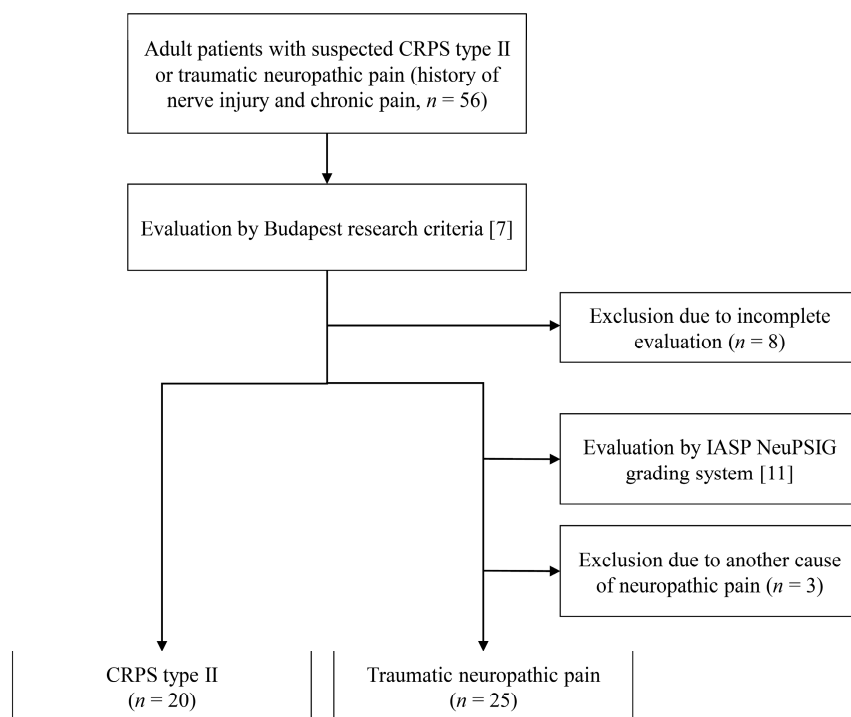 Adult patients with suspected CRPS type II
or traumatic neuropathic pain (history of
nerve injury and chronic pain, n = 56)
Evaluation by Budapest research criteria [7]
Exclusion due to incomplete
evaluation (n = 8)
Evaluation by IASP NeuPSIG
grading system [11]
Exclusion due to another cause
of neuropathic pain (n = 3)
CRPS type II
(n = 20)
Traumatic neuropathic pain
(n = 25)